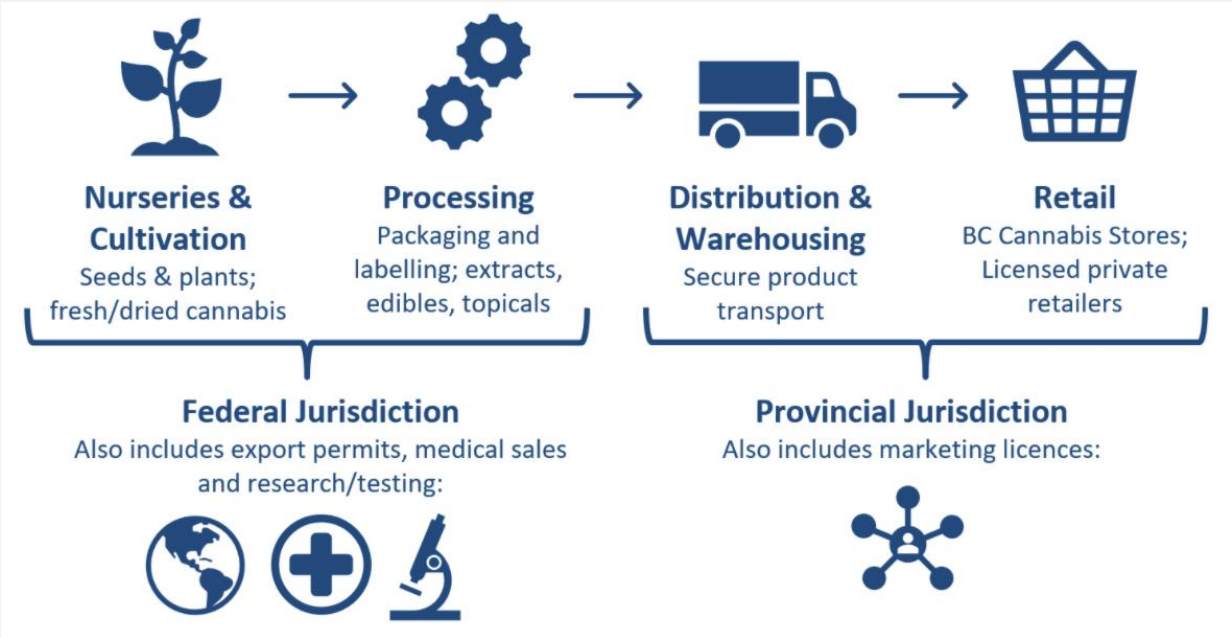 Nurseries &
Cultivation
Seeds & plants;
fresh/dried cannabis
Processing
Packaging and
labelling; extracts,
edibles, topicals
Distribution &
Warehousing
Secure product
transport
Retail
BC Cannabis Stores;
Licensed private
retailers
Federal Jurisdiction
Also includes export permits, medical sales
and research/testing:
Provincial Jurisdiction
Also includes marketing licences: